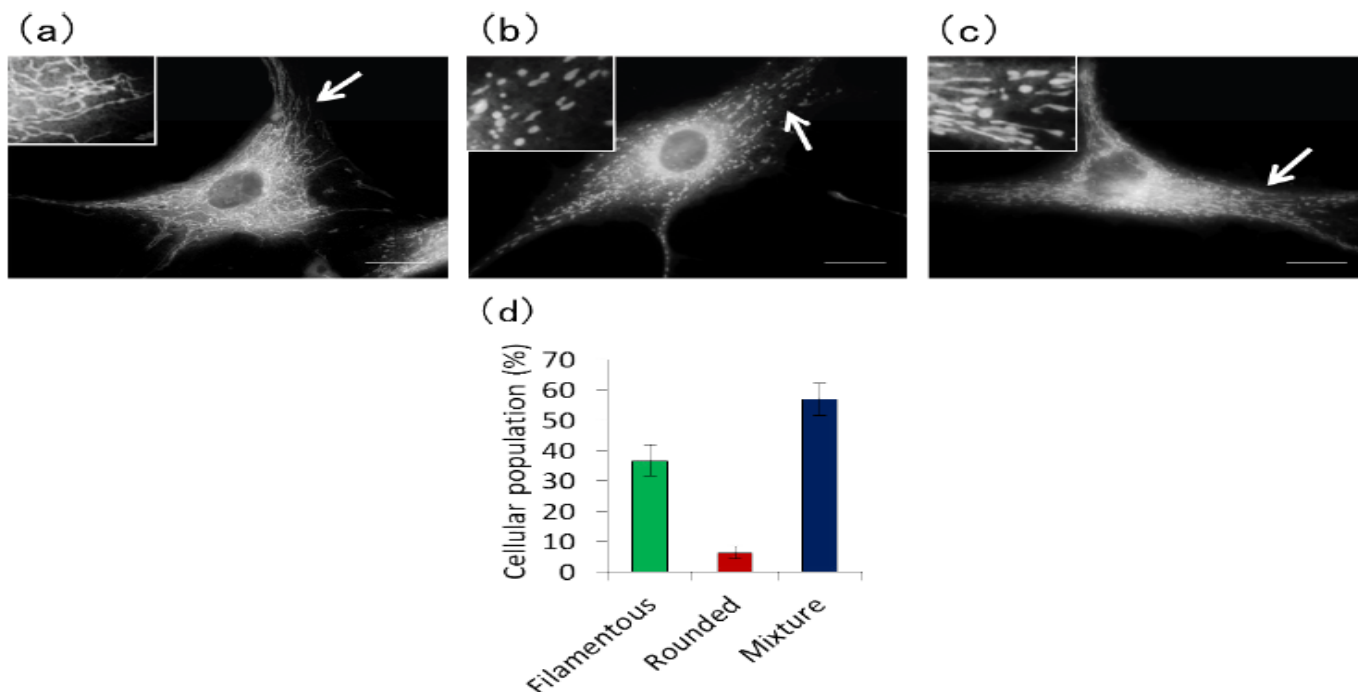 (a)
(b)
(c)
(d)
Cellular population (%)
70
60
50
40
30
20
10
0
Filamentous
Rounded
Mixture